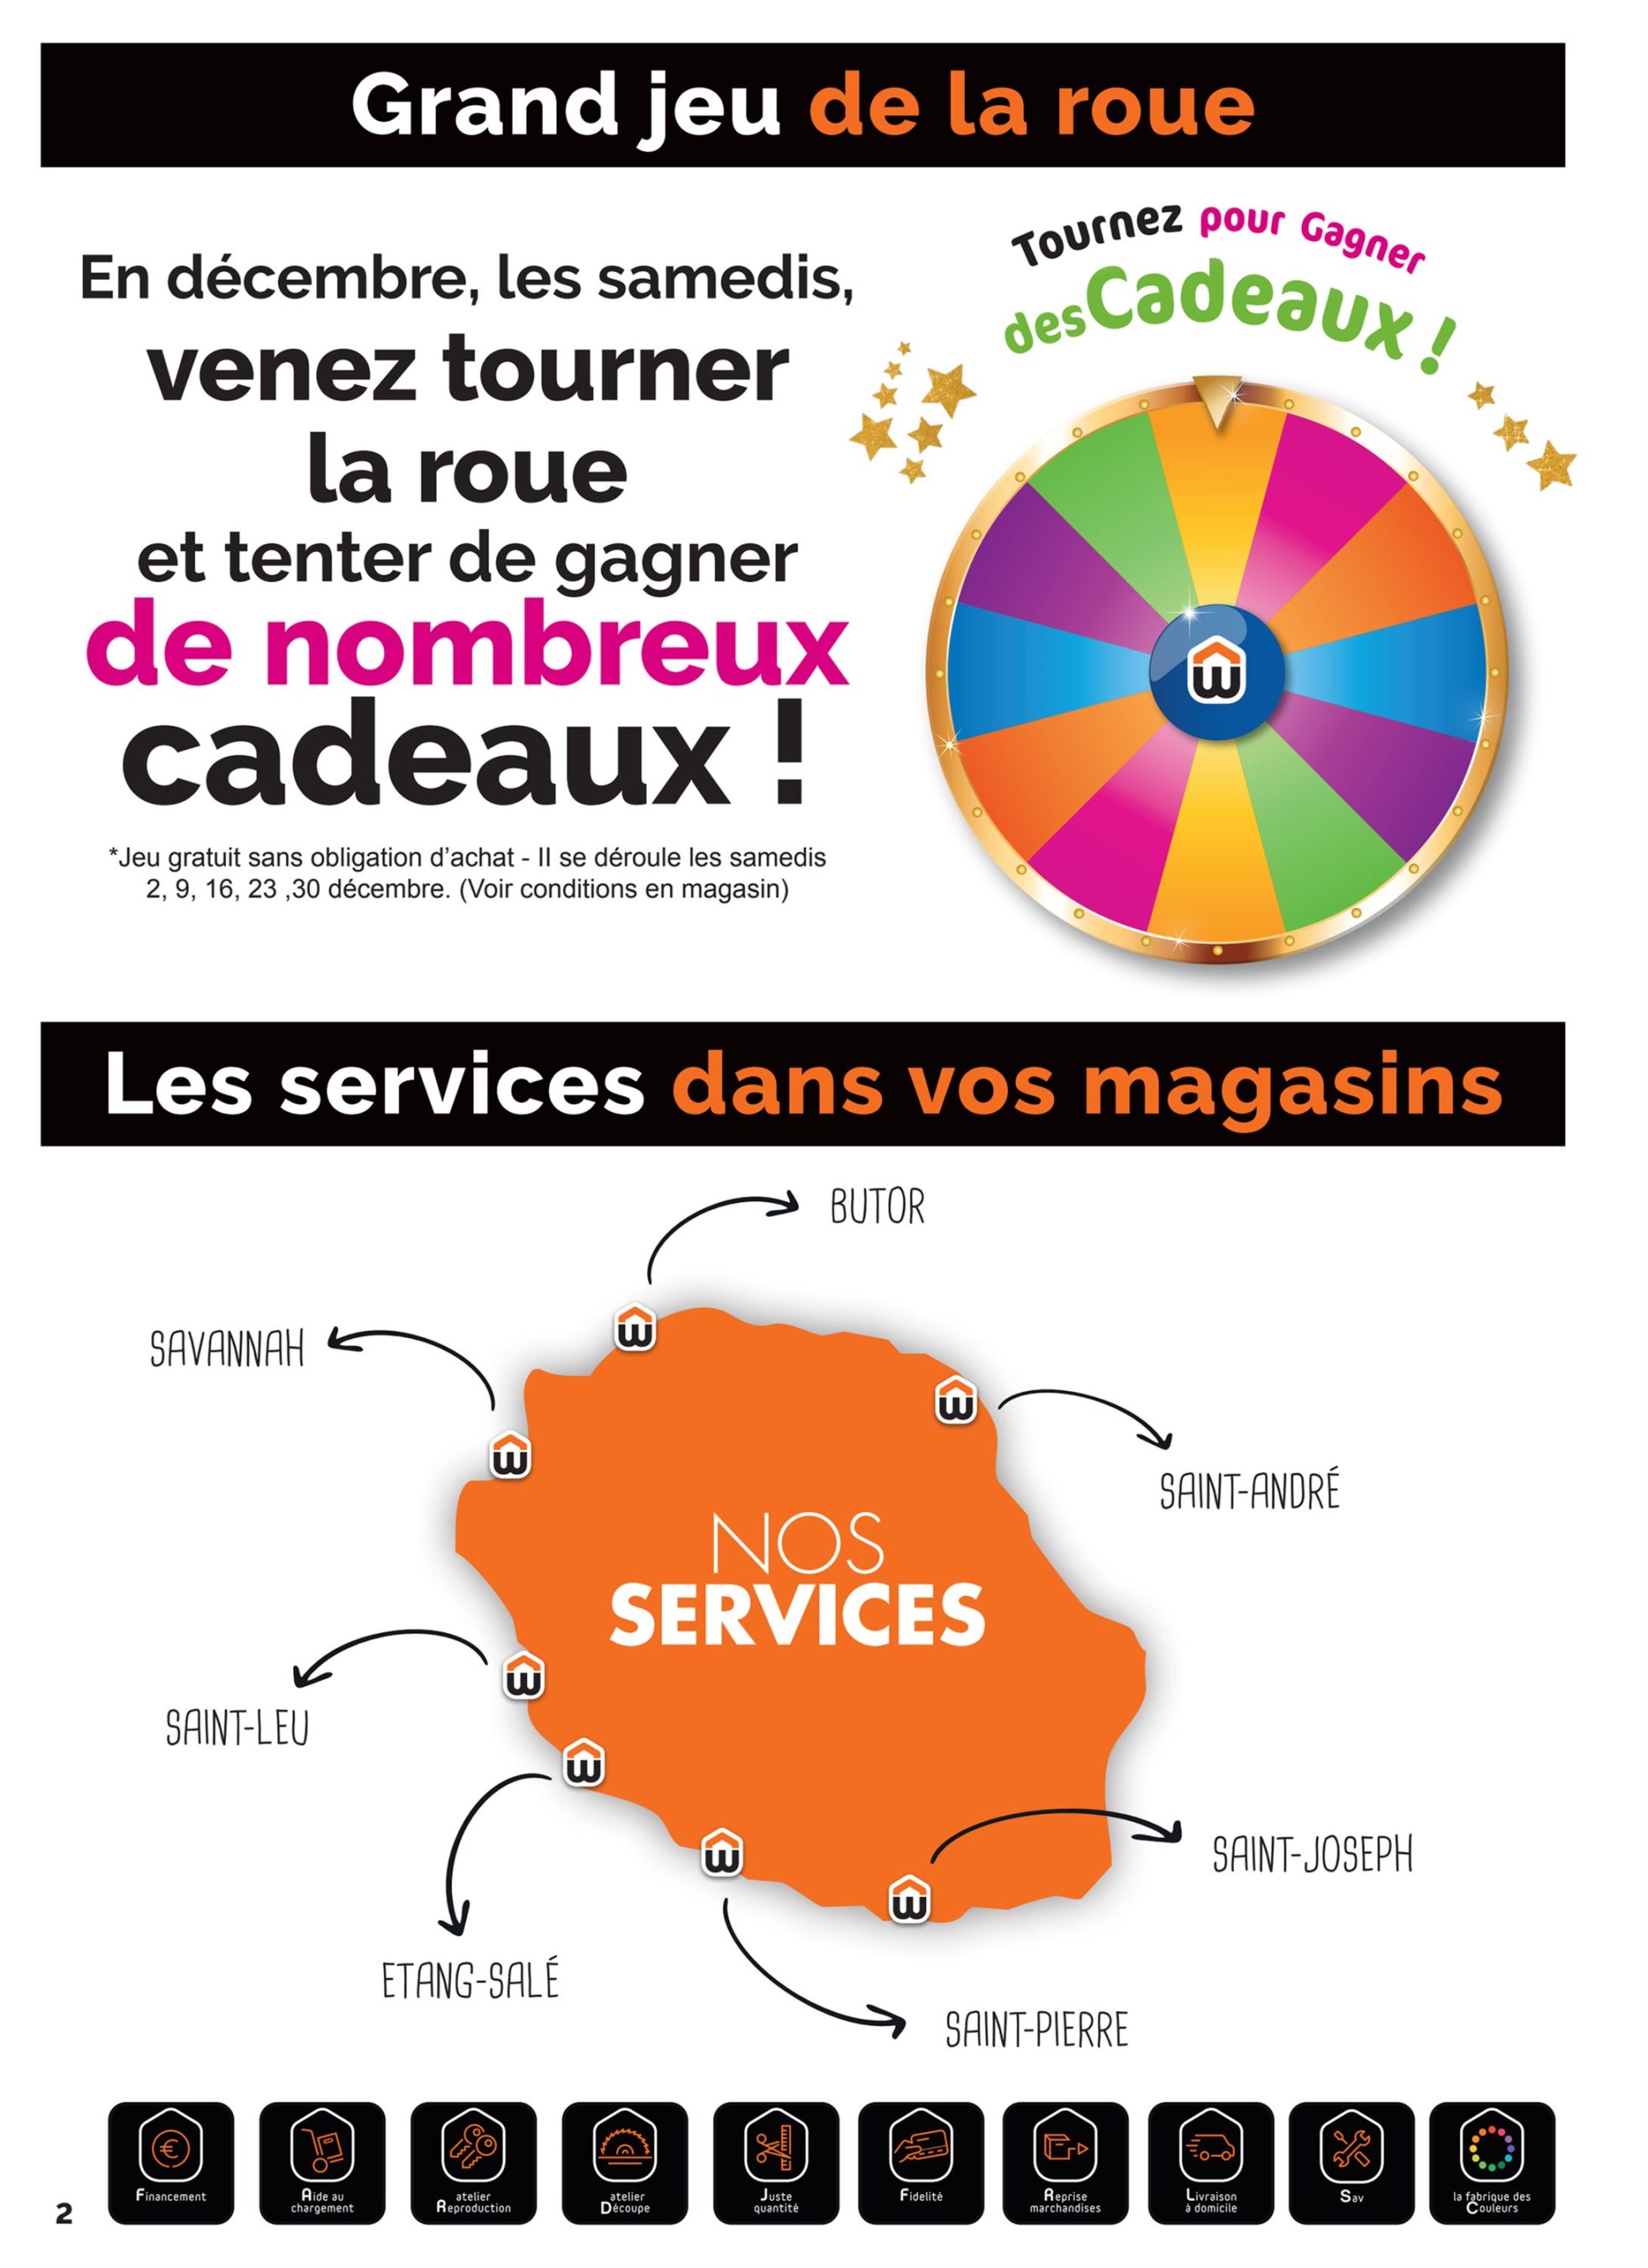 Grand jeu de la roue
Tournez pour Gagner
des Cadeaux !
En décembre, les samedis,
venez tourner
la roue
et tenter de gagner
de nombreux
cadeaux !
*Jeu gratuit sans obligation d'achat - Il se déroule les samedis
2, 9, 16, 23 ,30 décembre. (Voir conditions en magasin)
Les services dans vos magasins
BUTOR
SAVANNAH
SAINT-ANDRÉ
NOS
SERVICES
SAINT-LEU
SAINT-JOSEPH
ETANG-SALÉ
SAINT-PIERRE
Financement
Aide au
chargement
atelier
Reproduction
atelier
Découpe
Juste
quantité
Fidelité
Reprise
marchandises
Livraison
à domicile
Sav
la fabrique des
Couleurs
2